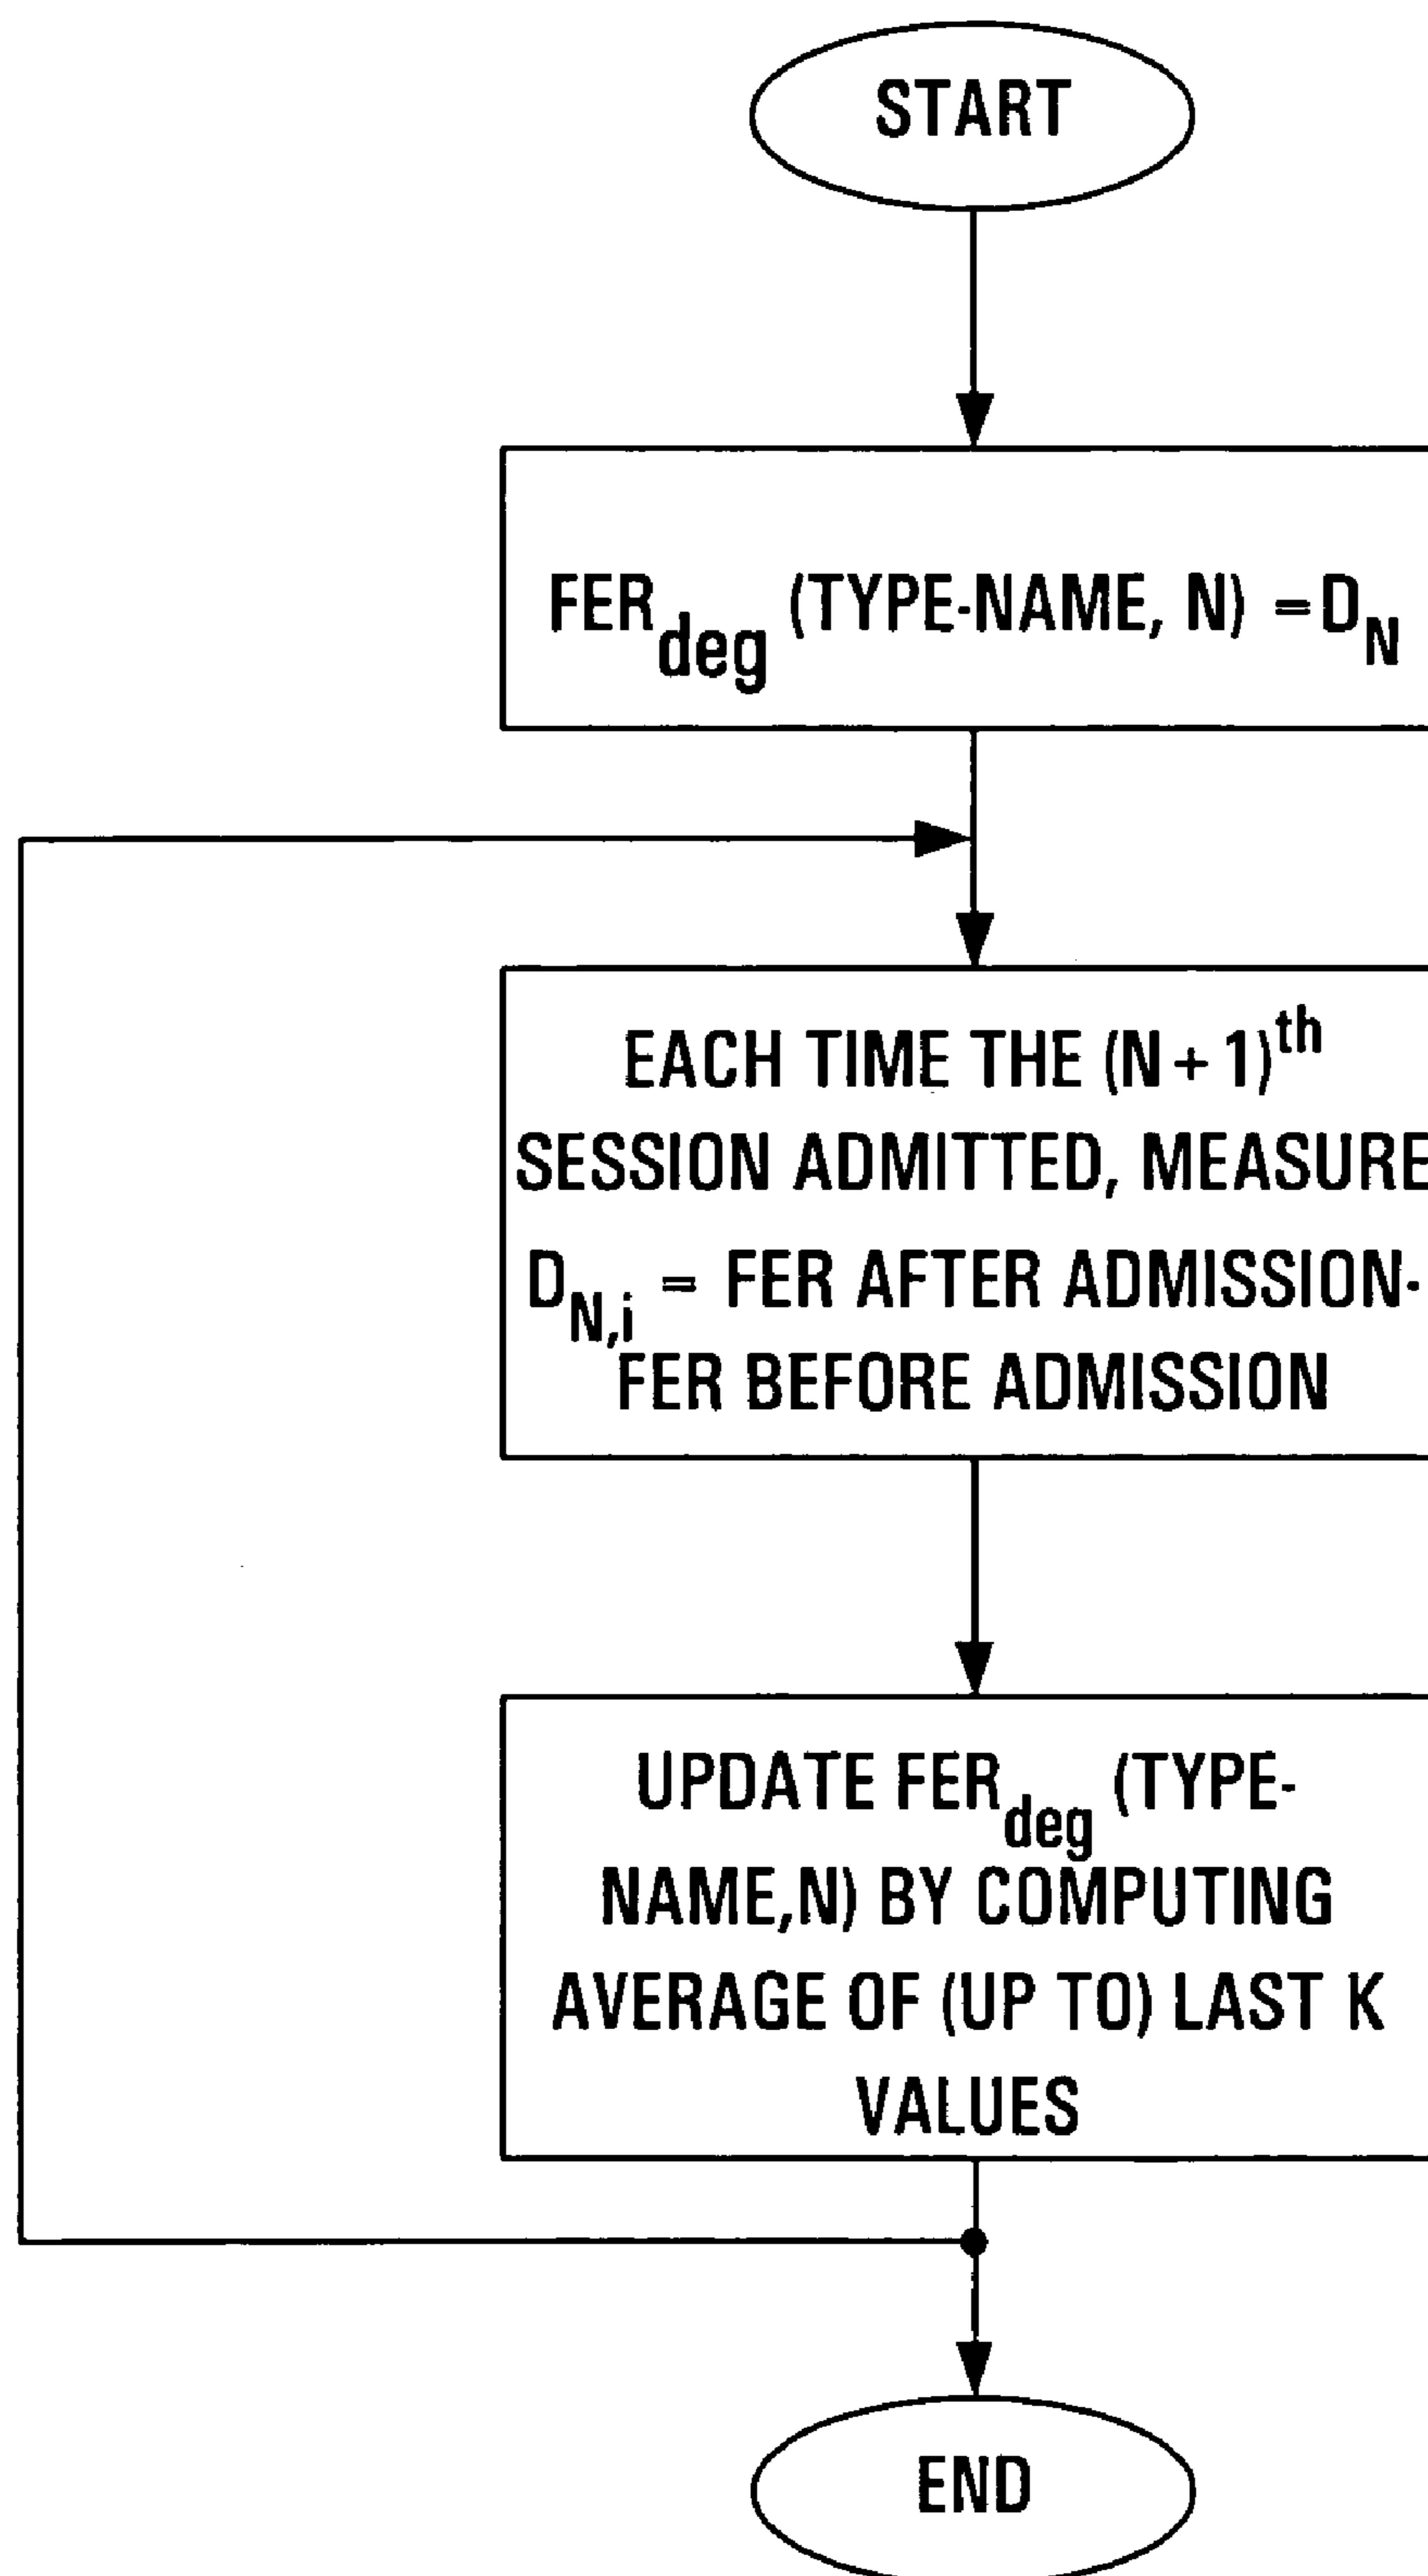 START
FER_deg (TYPE-NAME, N) = D_N
EACH TIME THE (N + 1)^th
SESSION ADMITTED, MEASURE
D_N,i = FER AFTER ADMISSION-
FER BEFORE ADMISSION
UPDATE FER_deg (TYPE-
NAME,N) BY COMPUTING
AVERAGE OF (UP TO) LAST K
VALUES
END